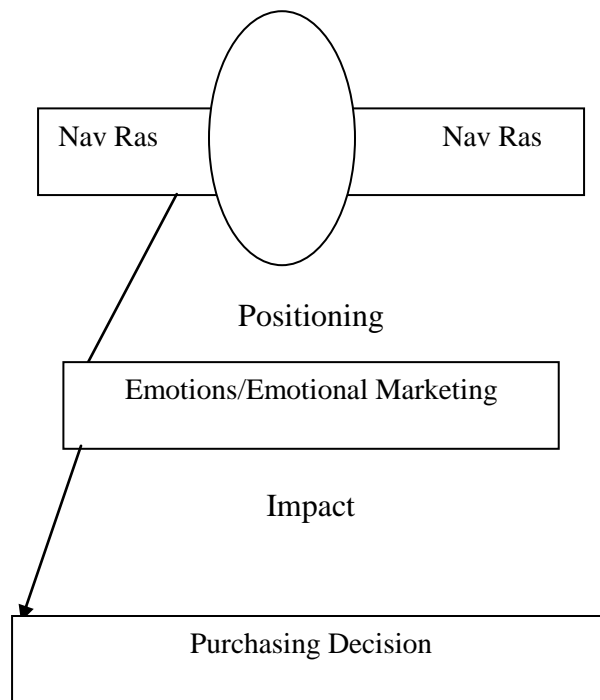 Nav Ras Nav Ras
Positioning
Emotions/Emotional Marketing
Impact
Purchasing Decision